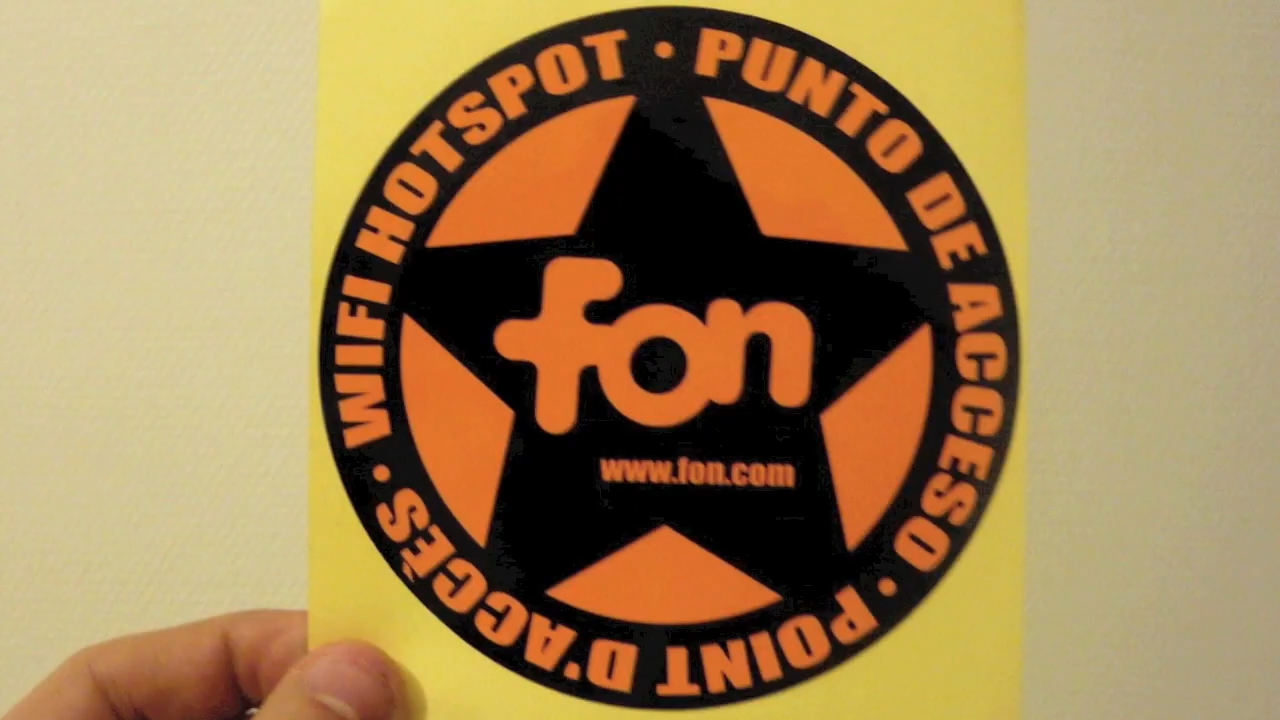 WIFI HOTSPOT • PUNTO DE ACCESO • POINT D'ACCÈS •
fon
www.fon.com